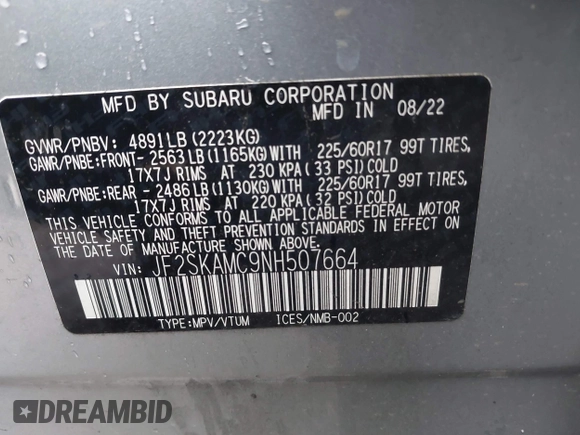 MFD BY SUBARU CORPORATION
MFD IN 08/22
GVWR/PNBV: 4891LB(2223KG)
GAWR/PNBE:FRONT- 2563LB(1165KG)WITH 225/60R17 99T TIRES,
17X7J RIMS AT 230 KPA( 33 PSI)COLD
GAWR/PNBE:REAR - 2486LB(1130KG)WITH 225/60R17 99T TIRES,
17X7J RIMS AT 220 KPA( 32 PSI)COLD
THIS VEHICLE CONFORMS TO ALL APPLICABLE FEDERAL MOTOR
VEHICLE SAFETY AND THEFT PREVENTION STANDARDS IN EFFECT ON
THE DATE OF MANUFACTURE SHOWN ABOVE.
VIN: JF2SKAMC9NH507664
TYPE:MPV/VTUM ICES/NMB-002
DREAMBID